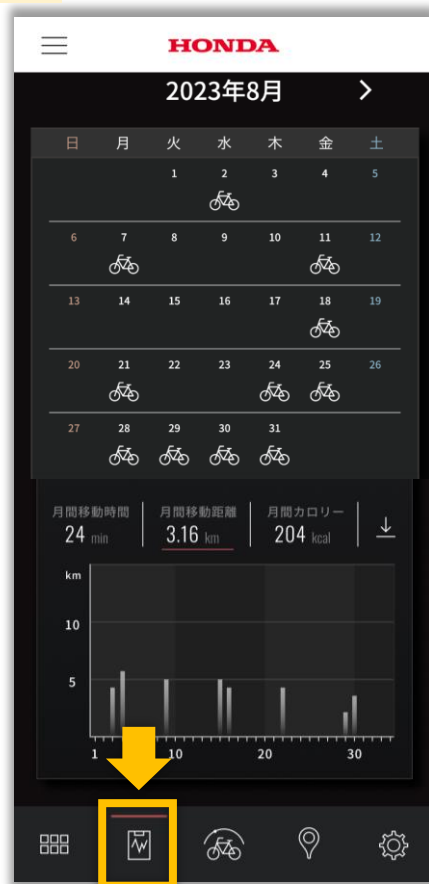 HONDA
2023年8月
日 月 火 水 木 金 土
1 2 3 4 5
6 7 8 9 10 11 12
13 14 15 16 17 18 19
20 21 22 23 24 25 26
27 28 29 30 31
月間移動時間 月間移動距離 月間カロリー
24 min 3.16 km 204 kcal
km
10
5
1 10 20 30